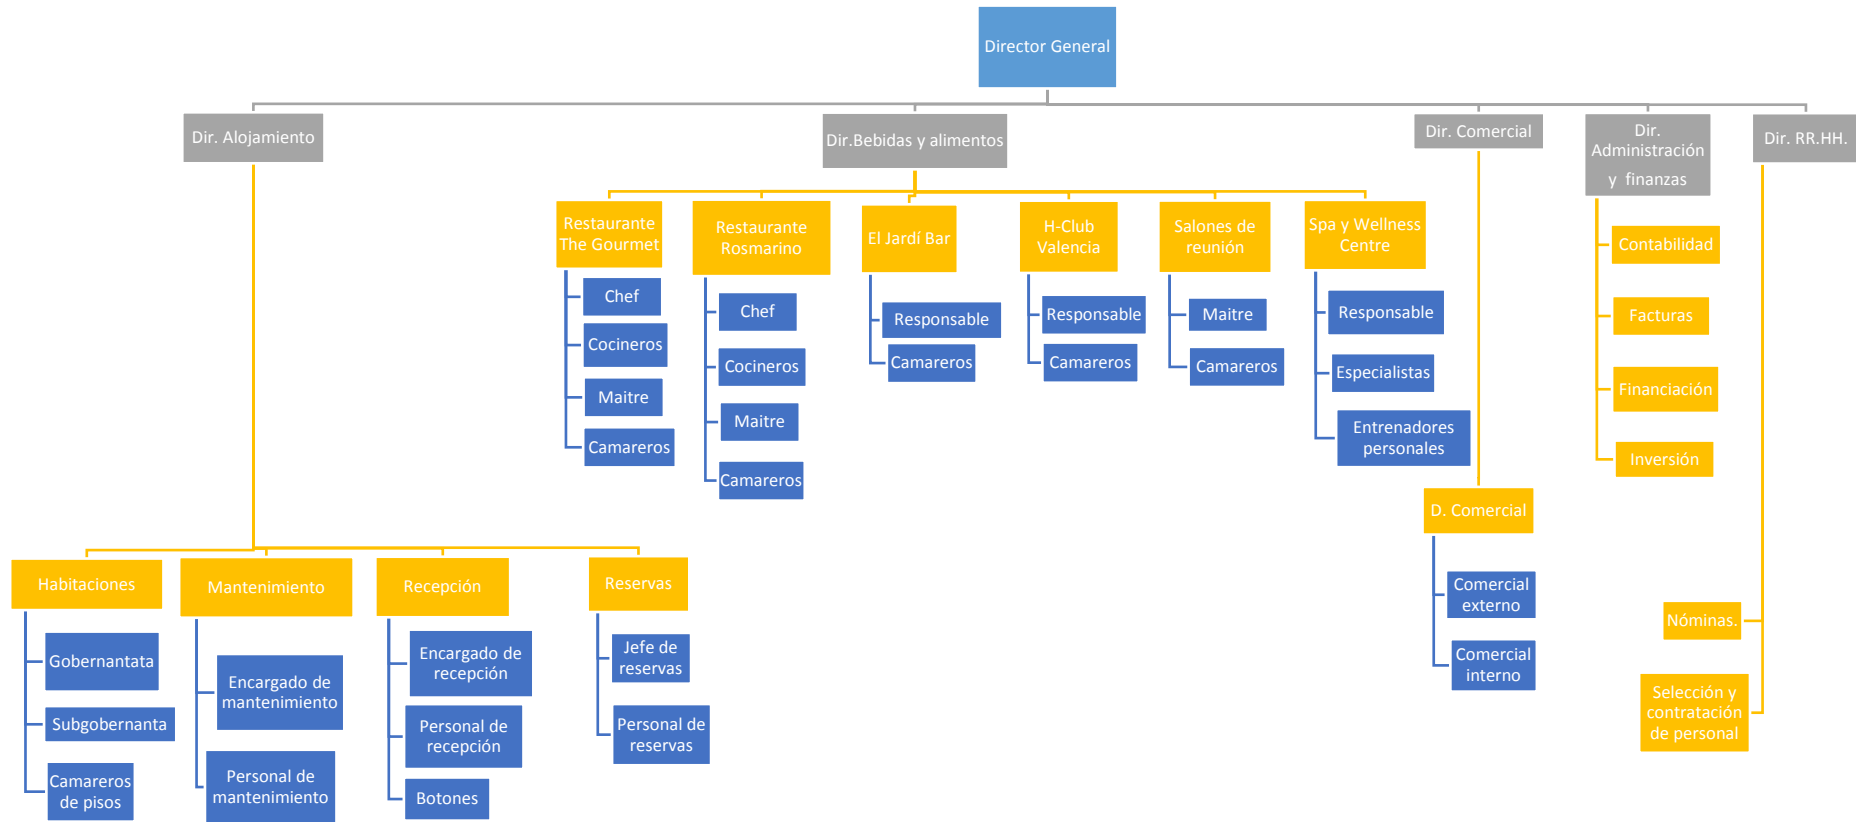 Director General
Dir. Alojamiento
Dir.Bebidas y alimentos
Dir. Comercial
Dir.
Administración
y finanzas
Dir. RR.HH.
Restaurante
The Gourmet
Chef
Cocineros
Maitre
Camareros
Restaurante
Rosmarino
Chef
Cocineros
Maitre
Camareros
El Jardí Bar
Responsable
Camareros
H-Club
Valencia
Responsable
Camareros
Salones de
reunión
Maitre
Camareros
Spa y Wellness
Centre
Responsable
Especialistas
Entrenadores
personales
Contabilidad
Facturas
Financiación
Inversión
D. Comercial
Comercial
externo
Comercial
interno
Nóminas.
Selección y
contratación
de personal
Habitaciones
Gobernantata
Subgobernanta
Camareros
de pisos
Mantenimiento
Encargado de
mantenimiento
Personal de
mantenimiento
Recepción
Encargado de
recepción
Personal de
recepción
Botones
Reservas
Jefe de
reservas
Personal de
reservas